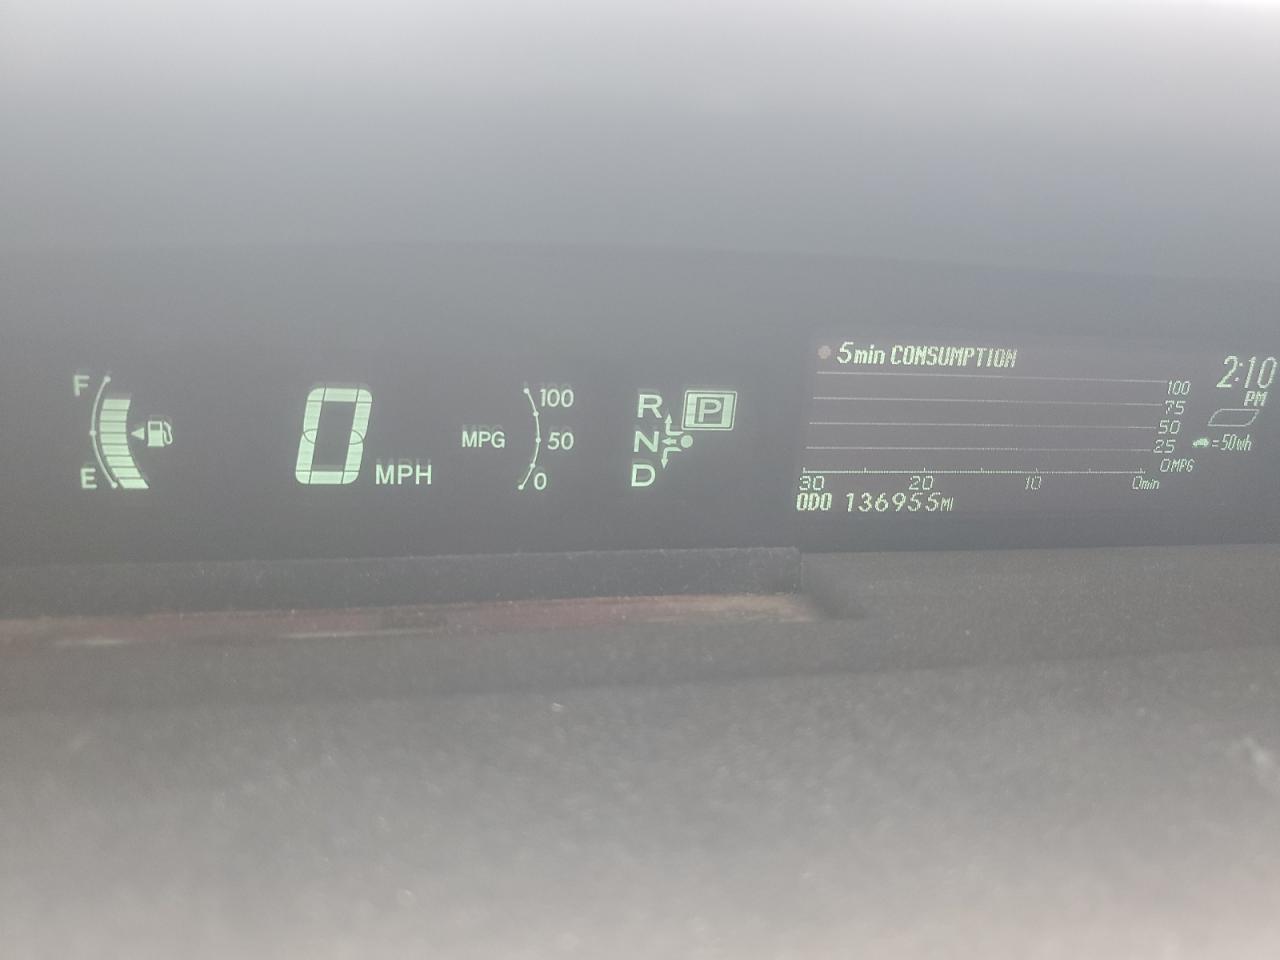 F
E
0 MPH
MPG
100
50
0
R
N
D
P
5min CONSUMPTION
100
75
50
25
0MPG
30 20 10 0min
ODO 136955MI
2:10
PM
=50Wh